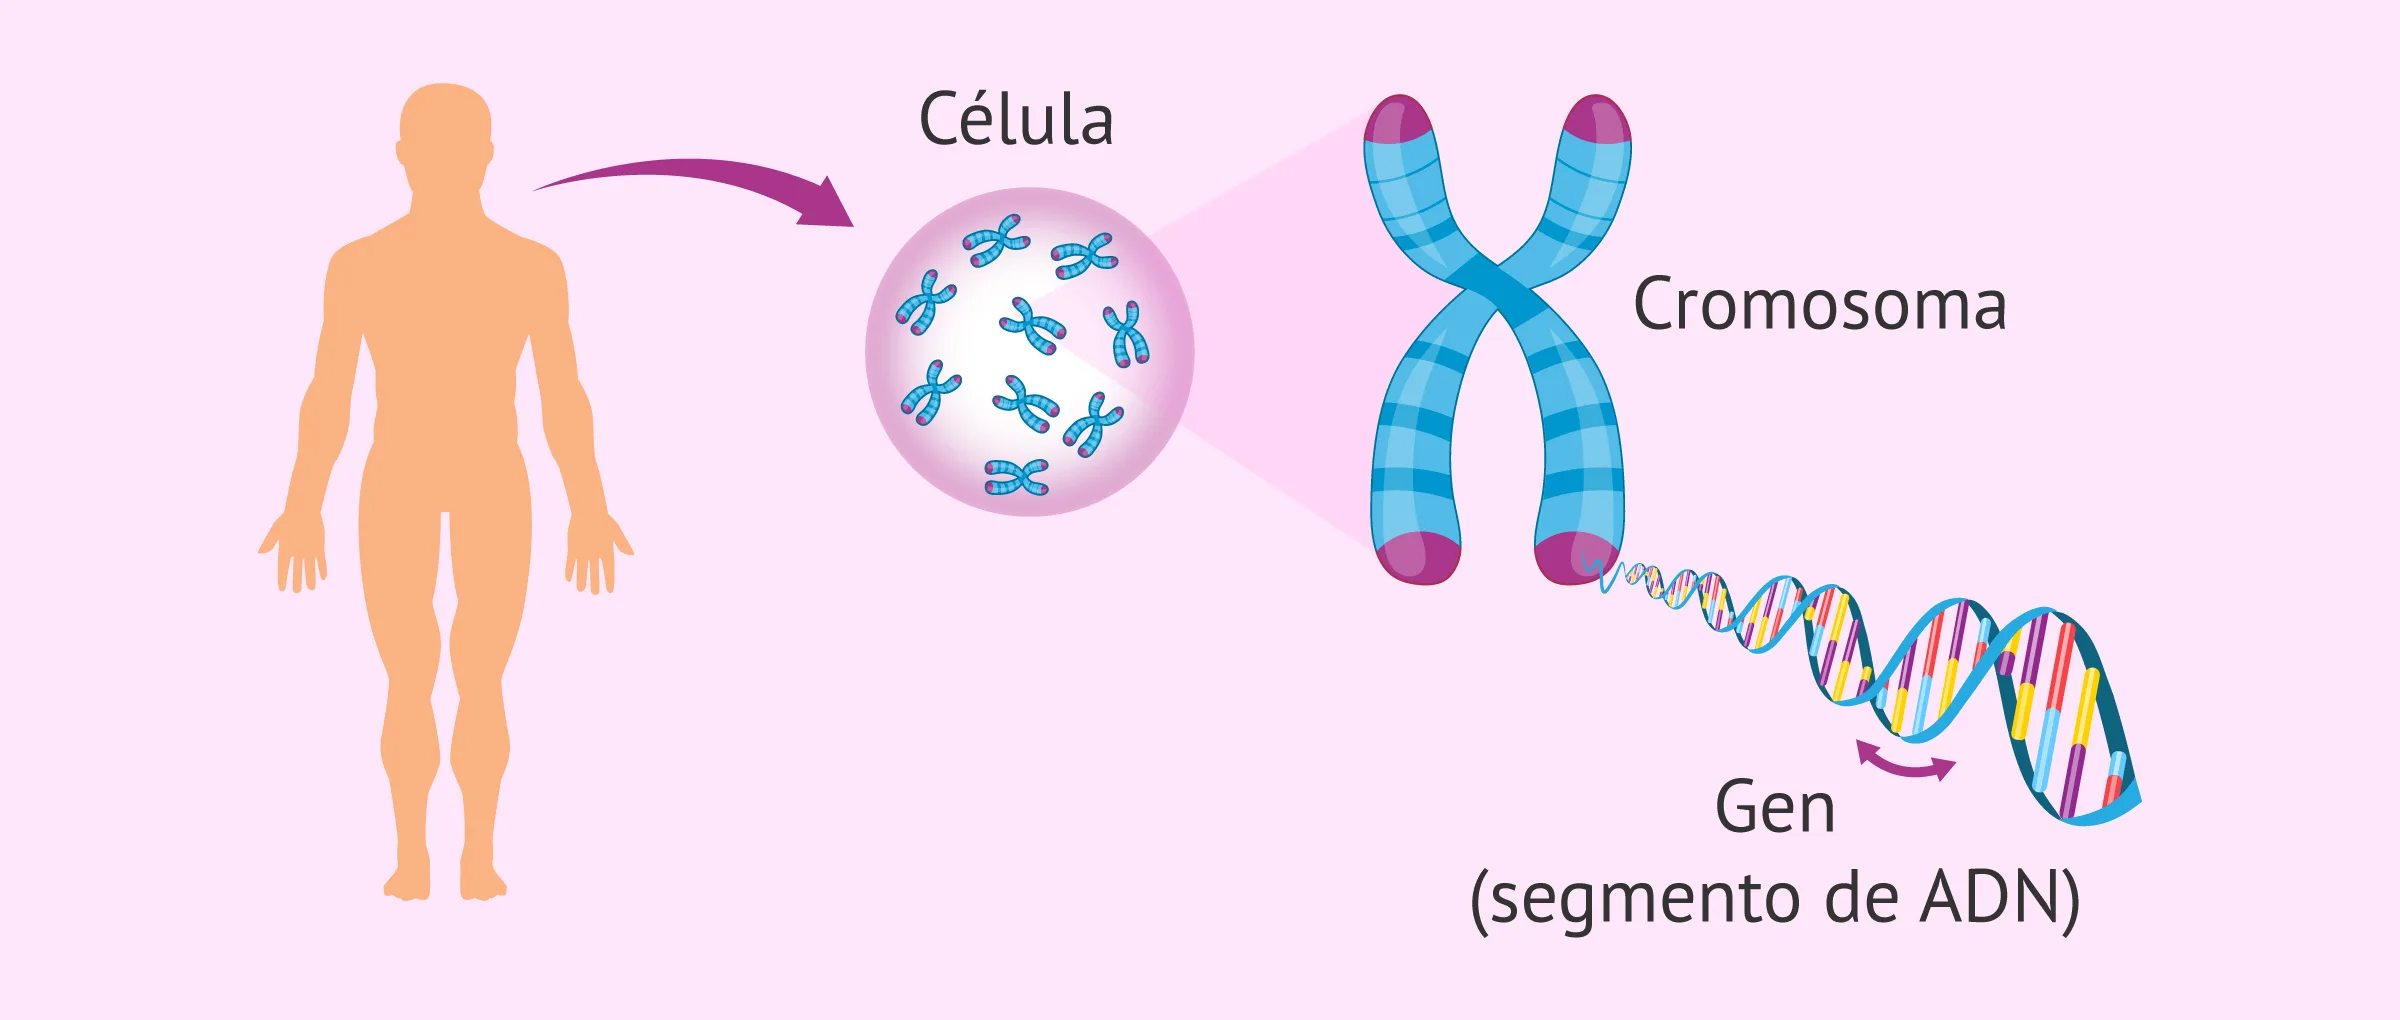 Célula
Cromosoma
Gen
(segmento de ADN)